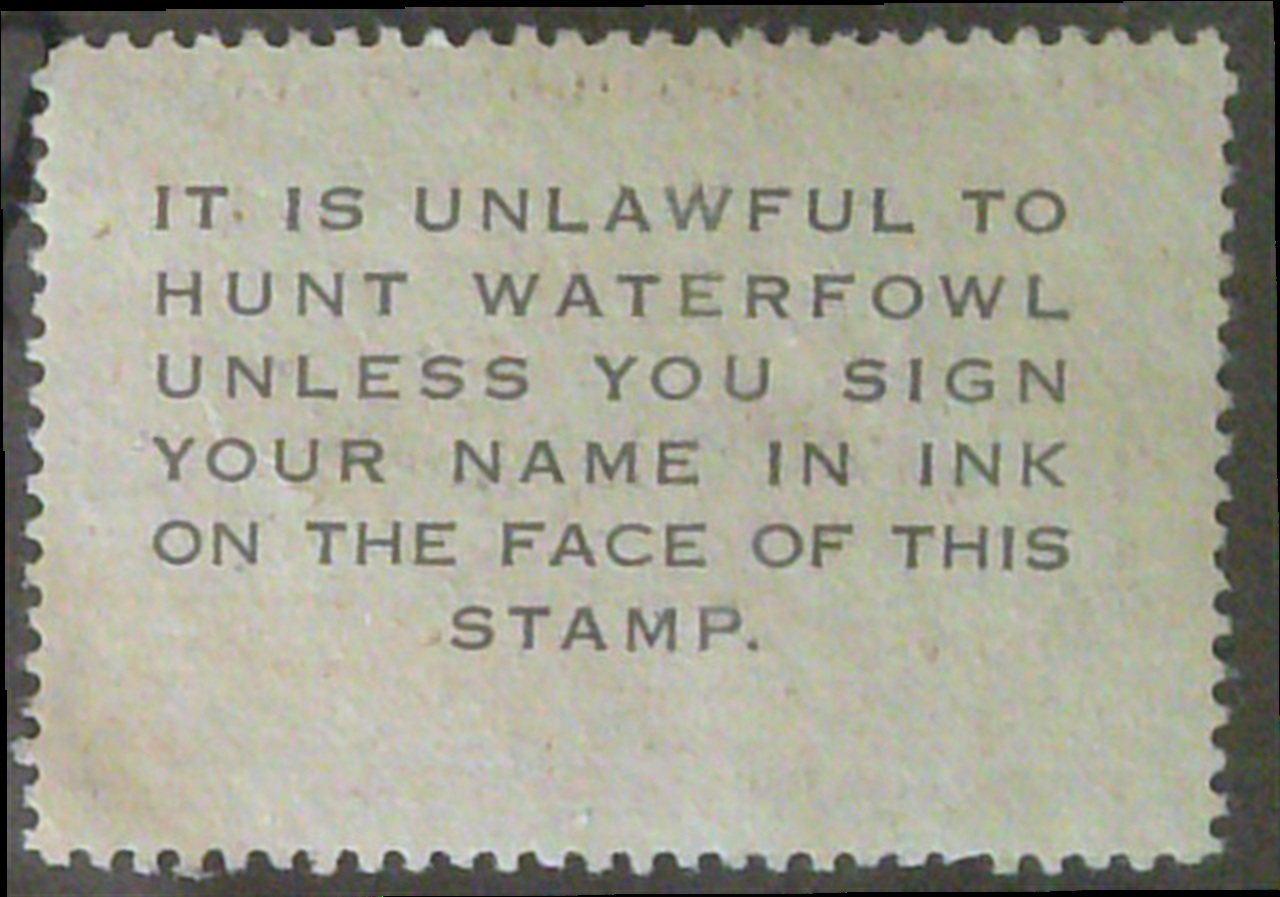 IT IS UNLAWFUL TO
HUNT WATERFOWL
UNLESS YOU SIGN
YOUR NAME IN INK
ON THE FACE OF THIS
STAMP.